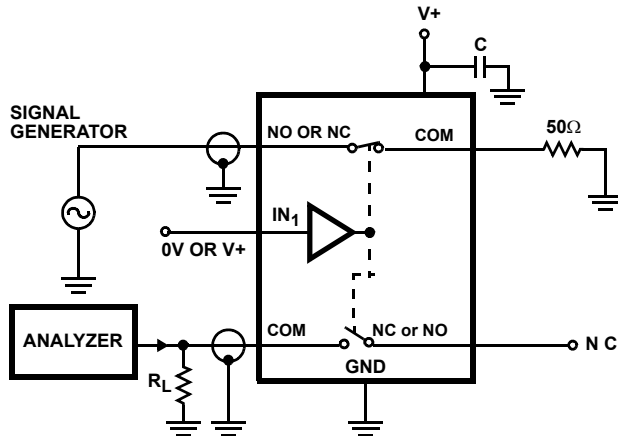 V+
C
SIGNAL
GENERATOR
NO OR NC
COM
50Ω
IN1
0V OR V+
ANALYZER
COM
NC or NO
N C
RL
GND